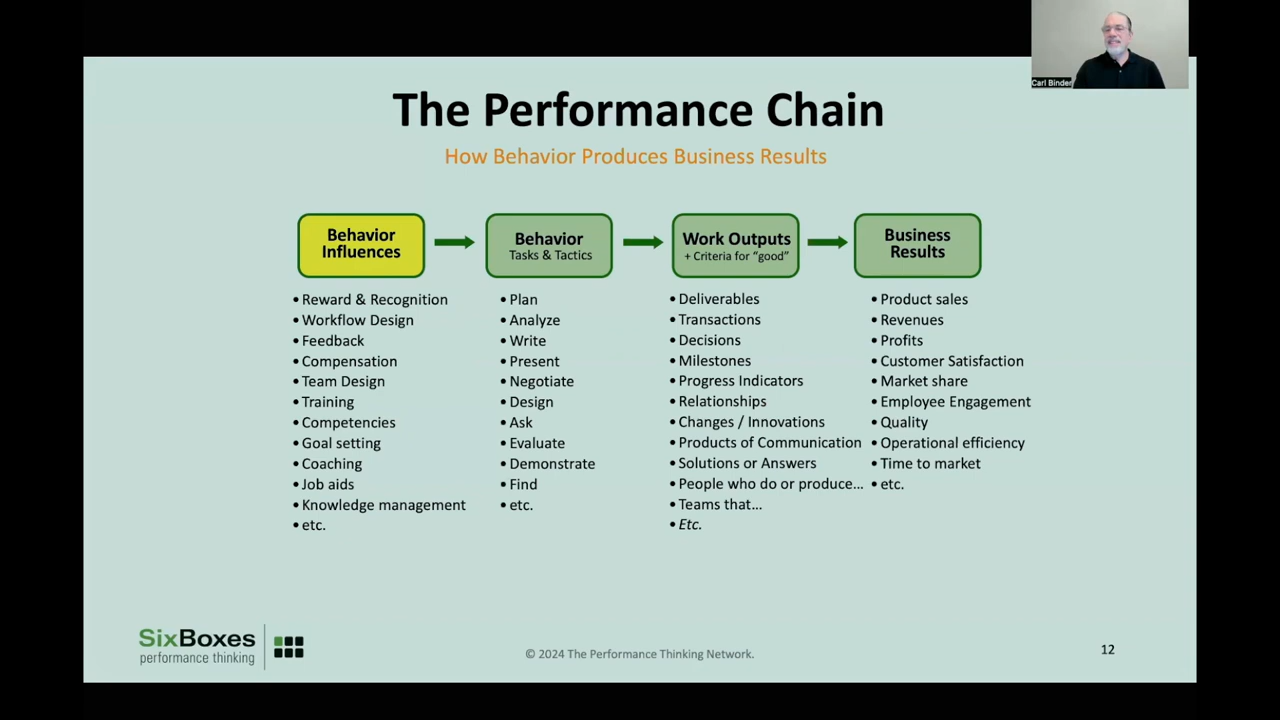 Carl Binder
The Performance Chain
How Behavior Produces Business Results
Behavior
Influences
Behavior
Tasks & Tactics
Work Outputs
+ Criteria for “good”
Business
Results
• Reward & Recognition
• Workflow Design
• Feedback
• Compensation
• Team Design
• Training
• Competencies
• Goal setting
• Coaching
• Job aids
• Knowledge management
• etc.
• Plan
• Analyze
• Write
• Present
• Negotiate
• Design
• Ask
• Evaluate
• Demonstrate
• Find
• etc.
• Deliverables
• Transactions
• Decisions
• Milestones
• Progress Indicators
• Relationships
• Changes / Innovations
• Products of Communication
• Solutions or Answers
• People who do or produce…
• Teams that…
• Etc.
• Product sales
• Revenues
• Profits
• Customer Satisfaction
• Market share
• Employee Engagement
• Quality
• Operational efficiency
• Time to market
• etc.
SixBoxes
performance thinking
© 2024 The Performance Thinking Network.
12